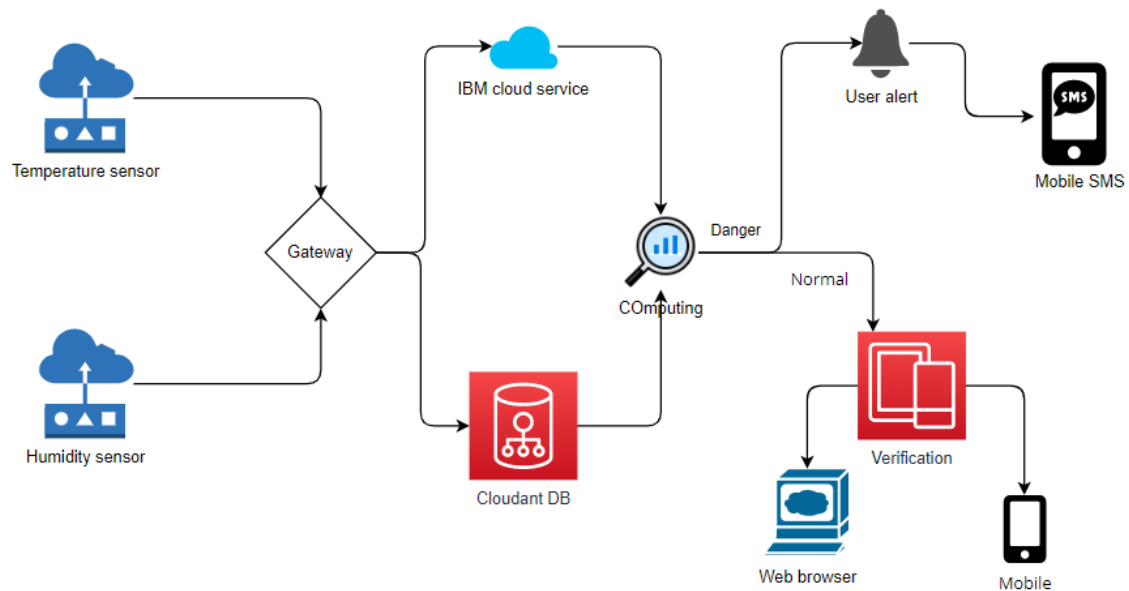 Temperature sensor
Humidity sensor
Gateway
IBM cloud service
Cloudant DB
COmputing
Danger
Normal
User alert
SMS
Mobile SMS
Verification
Web browser
Mobile